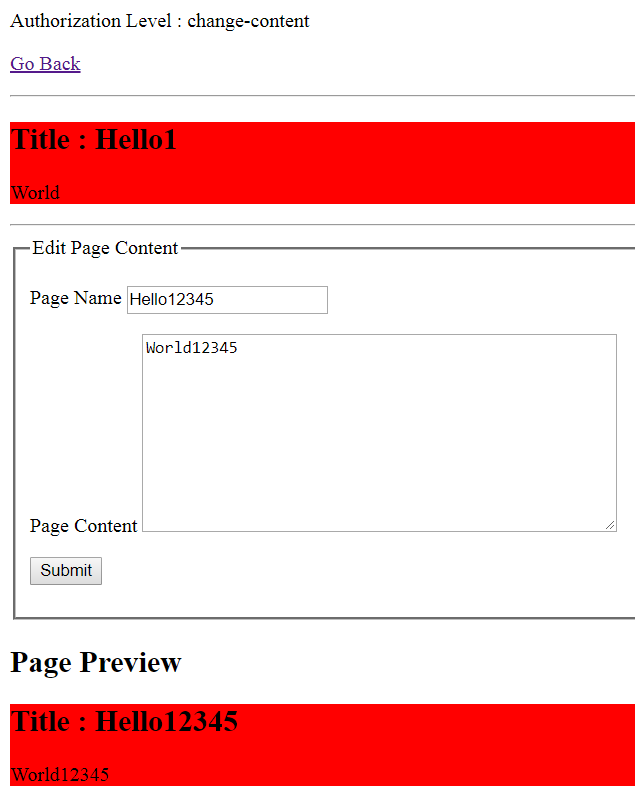 Authorization Level : change-content
Go Back
Title : Hello1
World
Edit Page Content
Page Name Hello12345
World12345
Page Content
Submit
Page Preview
Title : Hello12345
World12345